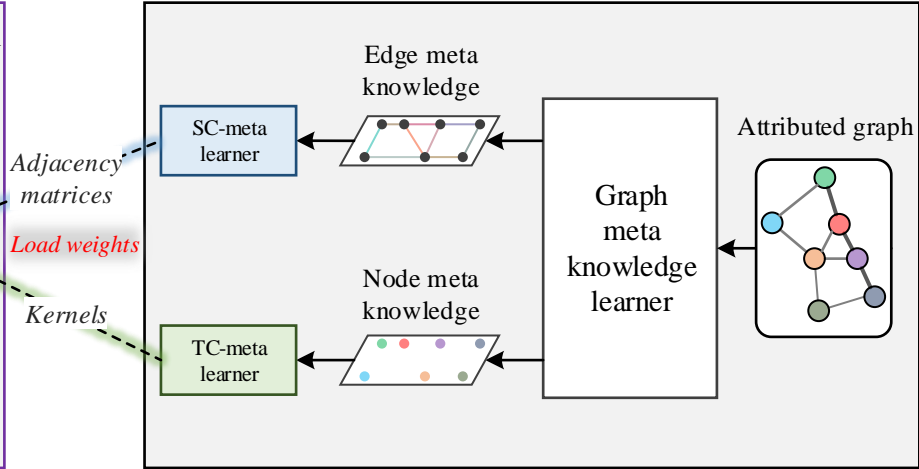 Edge meta
knowledge
SC-meta
learner
Attributed graph
Adjacency
matrices
Graph
meta
knowledge
learner
Load weights
Node meta
knowledge
Kernels
TC-meta
learner